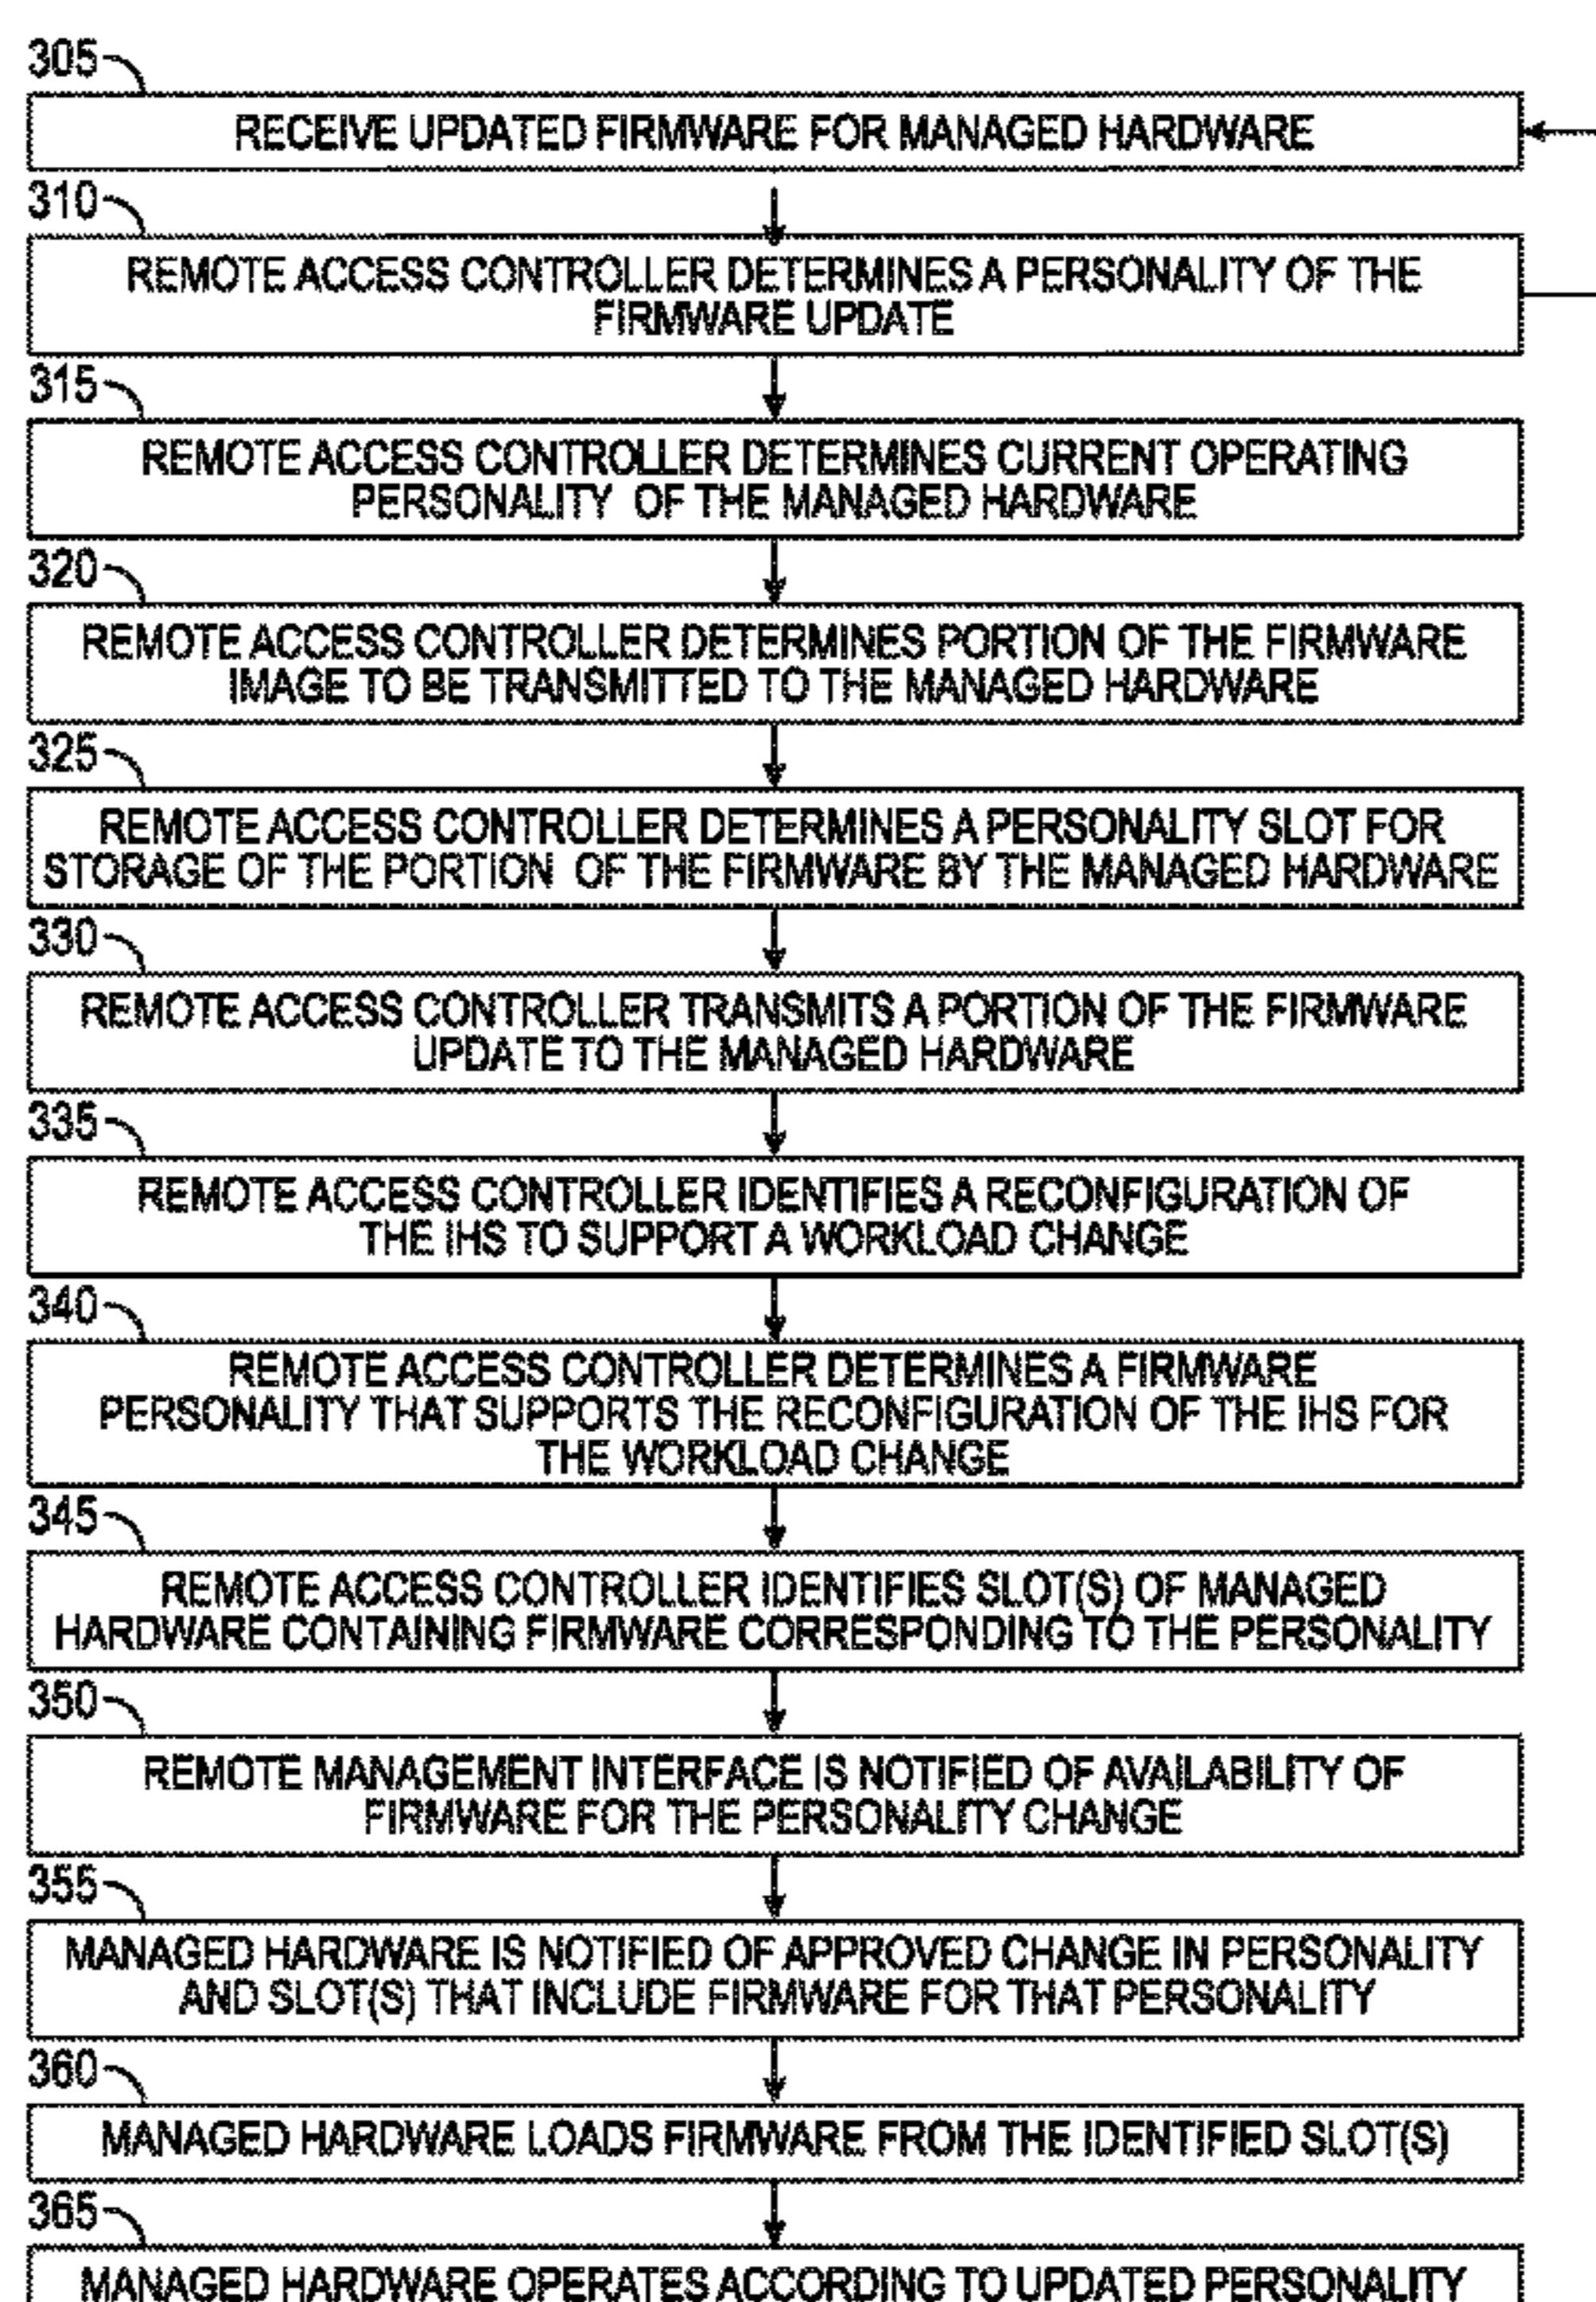 305
RECEIVE UPDATED FIRMWARE FOR MANAGED HARDWARE
310
REMOTE ACCESS CONTROLLER DETERMINES A PERSONALITY OF THE
FIRMWARE UPDATE
315
REMOTE ACCESS CONTROLLER DETERMINES CURRENT OPERATING
PERSONALITY OF THE MANAGED HARDWARE
320
REMOTE ACCESS CONTROLLER DETERMINES PORTION OF THE FIRMWARE
IMAGE TO BE TRANSMITTED TO THE MANAGED HARDWARE
325
REMOTE ACCESS CONTROLLER DETERMINES A PERSONALITY SLOT FOR
STORAGE OF THE PORTION OF THE FIRMWARE BY THE MANAGED HARDWARE
330
REMOTE ACCESS CONTROLLER TRANSMITS A PORTION OF THE FIRMWARE
UPDATE TO THE MANAGED HARDWARE
335
REMOTE ACCESS CONTROLLER IDENTIFIES A RECONFIGURATION OF
THE IHS TO SUPPORT A WORKLOAD CHANGE
340
REMOTE ACCESS CONTROLLER DETERMINES A FIRMWARE
PERSONALITY THAT SUPPORTS THE RECONFIGURATION OF THE IHS FOR
THE WORKLOAD CHANGE
345
REMOTE ACCESS CONTROLLER IDENTIFIES SLOT(S) OF MANAGED
HARDWARE CONTAINING FIRMWARE CORRESPONDING TO THE PERSONALITY
350
REMOTE MANAGEMENT INTERFACE IS NOTIFIED OF AVAILABILITY OF
FIRMWARE FOR THE PERSONALITY CHANGE
355
MANAGED HARDWARE IS NOTIFIED OF APPROVED CHANGE IN PERSONALITY
AND SLOT(S) THAT INCLUDE FIRMWARE FOR THAT PERSONALITY
360
MANAGED HARDWARE LOADS FIRMWARE FROM THE IDENTIFIED SLOT(S)
365
MANAGED HARDWARE OPERATES ACCORDING TO UPDATED PERSONALITY